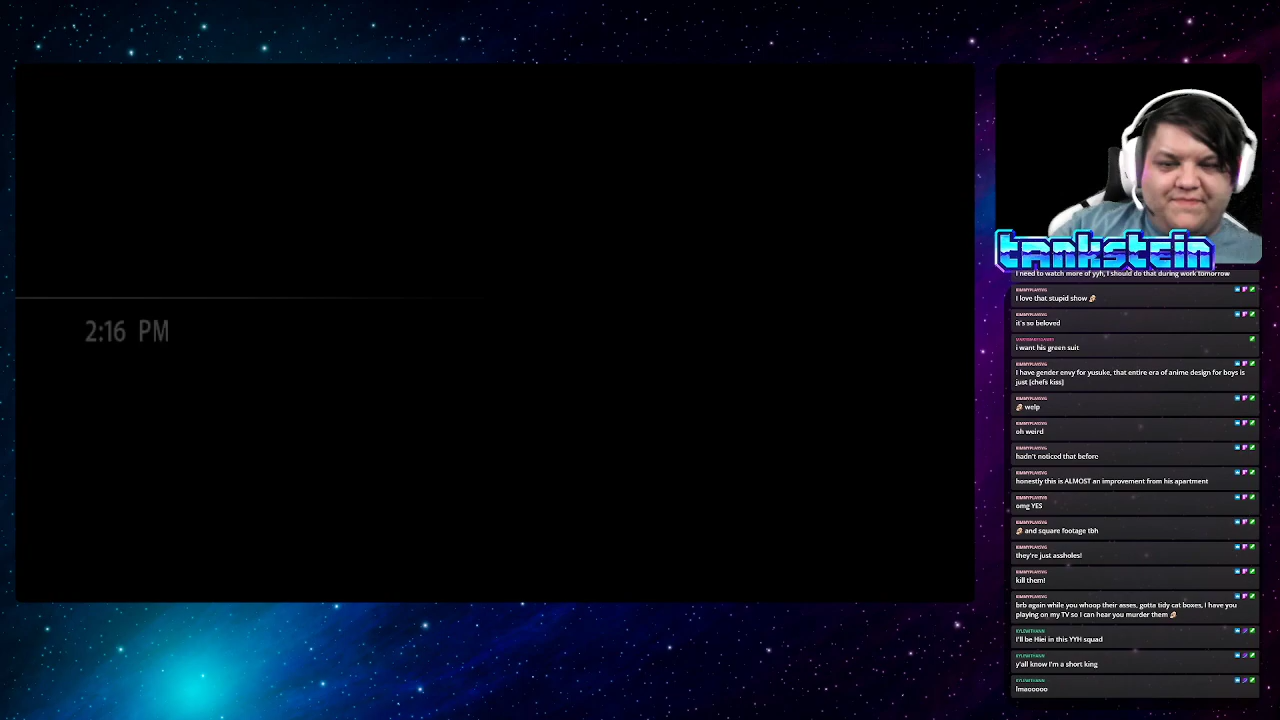 2:16 PM
tankstein
I need to watch more of yyh, I should do that during work tomorrow
I love that stupid show
it's so beloved
i want his green suit
I have gender envy for yusuke, that entire era of anime design for boys is
just [chefs kiss]
welp
oh weird
hadn't noticed that before
honestly this is ALMOST an improvement from his apartment
omg YES
and square footage tbh
they're just assholes!
kill them!
brb again while you whoop their asses, gotta tidy cat boxes, I have you
playing on my TV so I can hear you murder them
I'll be Hiei in this YYH squad
y'all know I'm a short king
lmaooooo